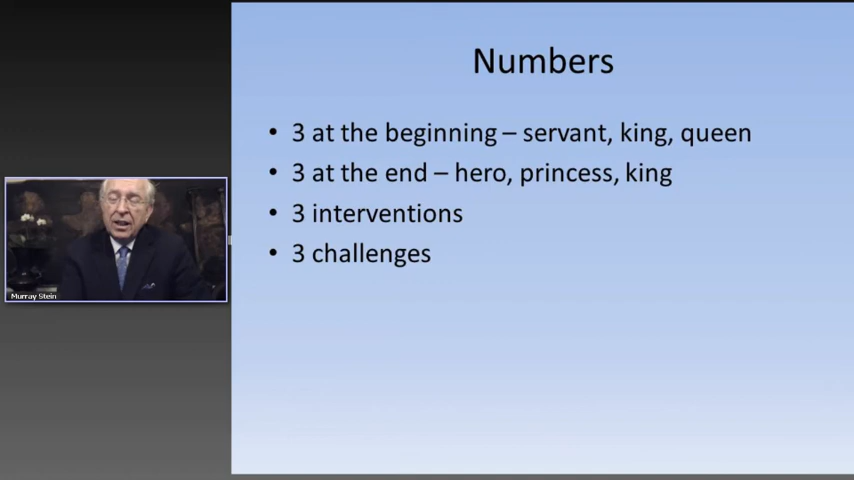 Numbers
• 3 at the beginning – servant, king, queen
• 3 at the end – hero, princess, king
• 3 interventions
• 3 challenges
Murray Stein